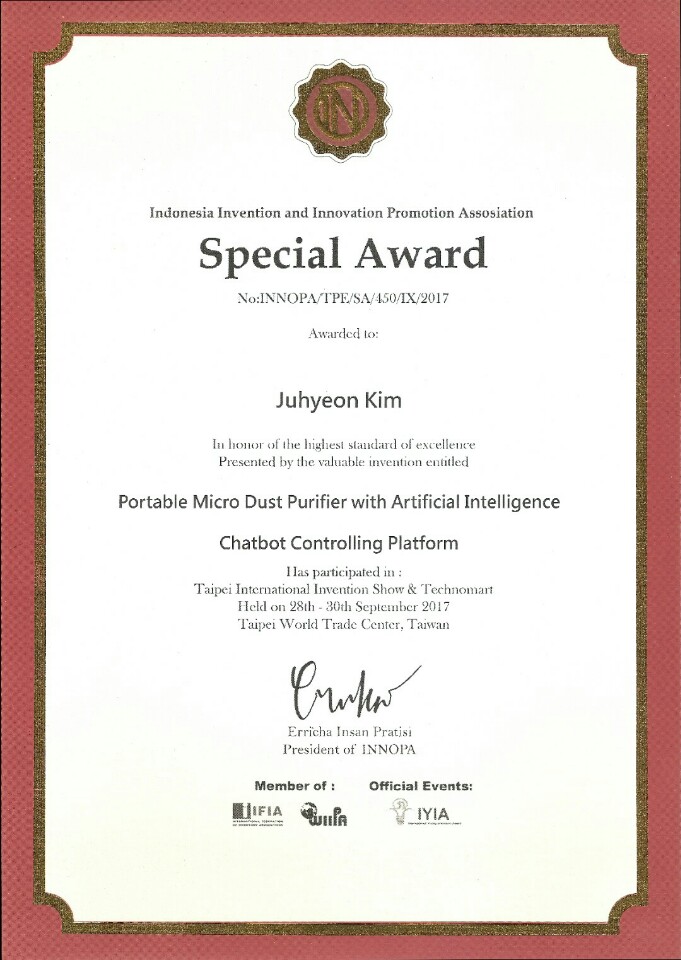 IN
Indonesia Invention and Innovation Promotion Assosiation
Special Award
No:INNOPA/TPE/SA/450/IX/2017
Awarded to:
Juhyeon Kim
In honor of the highest standard of excellence
Presented by the valuable invention entitled
Portable Micro Dust Purifier with Artificial Intelligence
Chatbot Controlling Platform
Has participated in :
Taipei International Invention Show & Technomart
Held on 28th - 30th September 2017
Taipei World Trade Center, Taiwan
Erricha Insan Pratisi
President of INNOPA
Member of : Official Events:
IFIA WIIPA IYIA